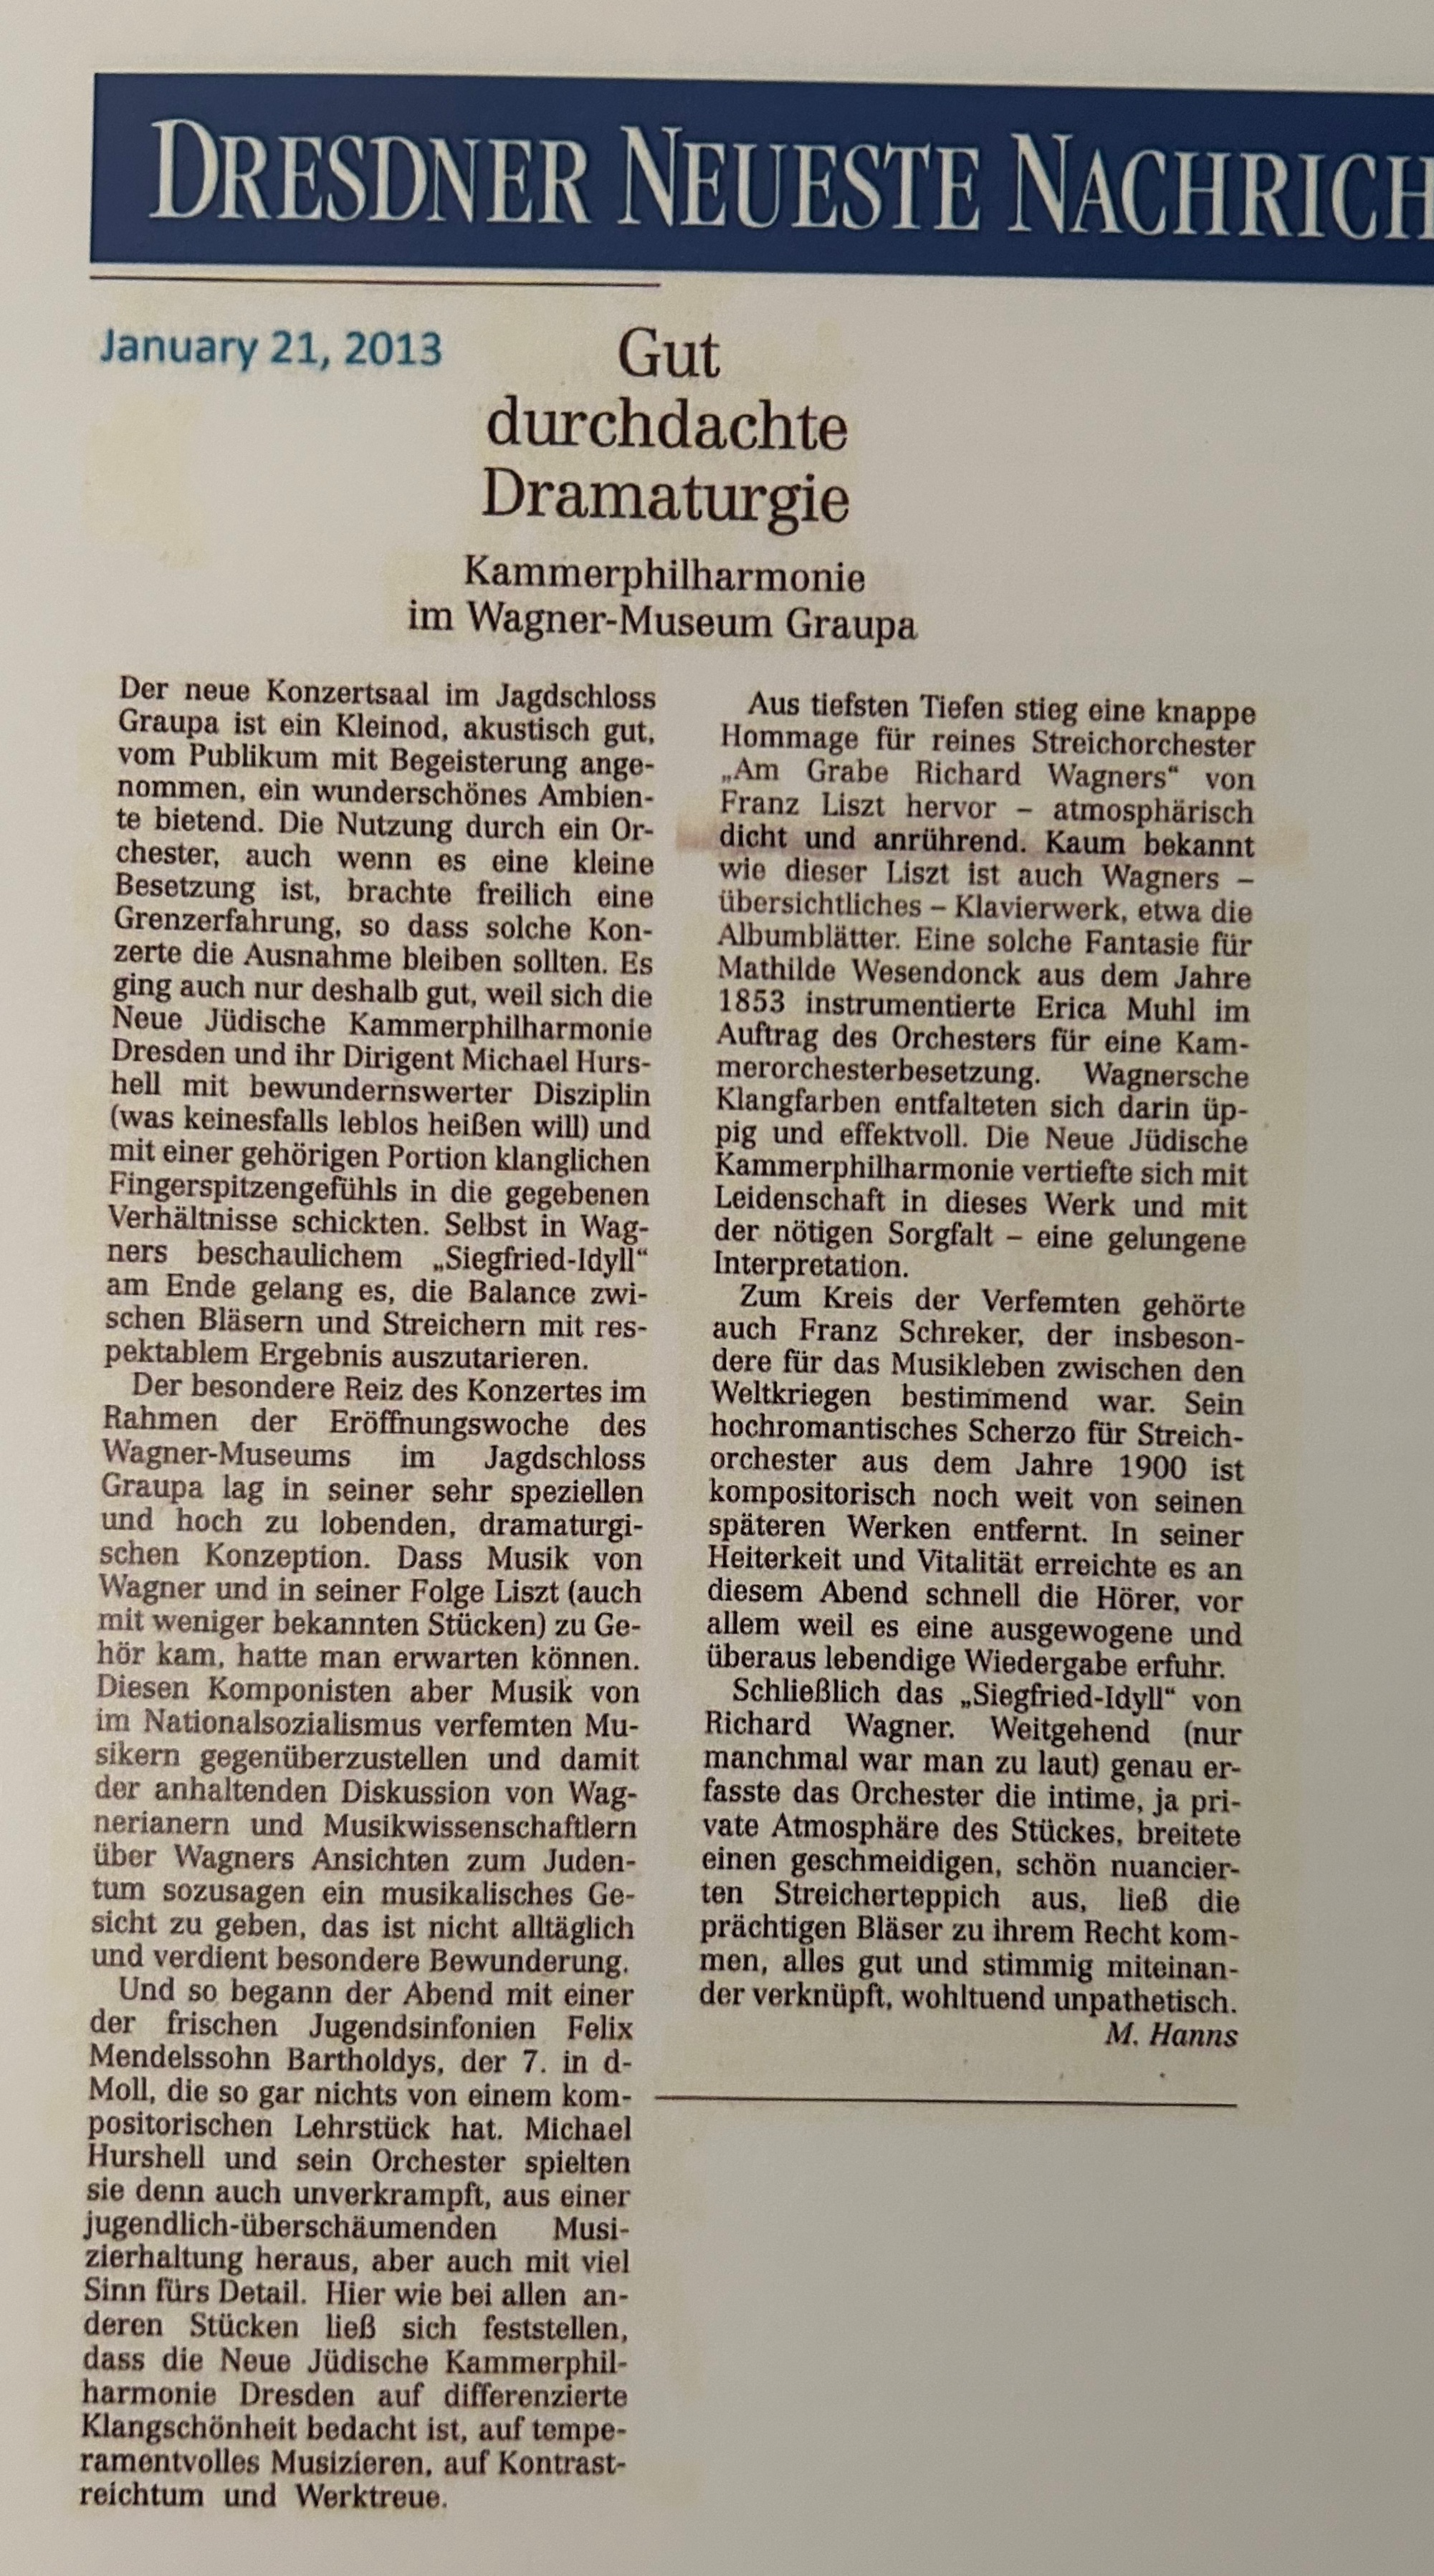 DRESDNER NEUESTE NACHRICH
January 21, 2013
Gut
durchdachte
Dramaturgie
Kammerphilharmonie
im Wagner-Museum Graupa
Der neue Konzertsaal im Jagdschloss
Graupa ist ein Kleinod, akustisch gut,
vom Publikum mit Begeisterung ange-
nommen, ein wunderschönes Ambien-
te bietend. Die Nutzung durch ein Or-
chester, auch wenn es eine kleine
Besetzung ist, brachte freilich eine
Grenzerfahrung, so dass solche Kon-
zerte die Ausnahme bleiben sollten. Es
ging auch nur deshalb gut, weil sich die
Neue Jüdische Kammerphilharmonie
Dresden und ihr Dirigent Michael Hurs-
hell mit bewundernswerter Disziplin
(was keinesfalls leblos heißen will) und
mit einer gehörigen Portion klanglichen
Fingerspitzengefühls in die gegebenen
Verhältnisse schickten. Selbst in Wag-
ners beschaulichem „Siegfried-Idyll“
am Ende gelang es, die Balance zwi-
schen Bläsern und Streichern mit res-
pektablem Ergebnis auszutarieren.
Der besondere Reiz des Konzertes im
Rahmen der Eröffnungswoche des
Wagner-Museums im Jagdschloss
Graupa lag in seiner sehr speziellen
und hoch zu lobenden, dramaturgi-
schen Konzeption. Dass Musik von
Wagner und in seiner Folge Liszt (auch
mit weniger bekannten Stücken) zu Ge-
hör kam, hatte man erwarten können.
Diesen Komponisten aber Musik von
im Nationalsozialismus verfemten Mu-
sikern gegenüberzustellen und damit
der anhaltenden Diskussion von Wag-
nerianern und Musikwissenschaftlern
über Wagners Ansichten zum Juden-
tum sozusagen ein musikalisches Ge-
sicht zu geben, das ist nicht alltäglich
und verdient besondere Bewunderung.
Und so begann der Abend mit einer
der frischen Jugendsinfonien Felix
Mendelssohn Bartholdys, der 7. in d-
Moll, die so gar nichts von einem kom-
positorischen Lehrstück hat. Michael
Hurshell und sein Orchester spielten
sie denn auch unverkrampft, aus einer
jugendlich-überschäumenden Musi-
zierhaltung heraus, aber auch mit viel
Sinn fürs Detail. Hier wie bei allen an-
deren Stücken ließ sich feststellen,
dass die Neue Jüdische Kammerphil-
harmonie Dresden auf differenzierte
Klangschönheit bedacht ist, auf tempe-
ramentvolles Musizieren, auf Kontrast-
reichtum und Werktreue.
Aus tiefsten Tiefen stieg eine knappe
Hommage für reines Streichorchester
„Am Grabe Richard Wagners“ von
Franz Liszt hervor – atmosphärisch
dicht und anrührend. Kaum bekannt
wie dieser Liszt ist auch Wagners –
übersichtliches – Klavierwerk, etwa die
Albumblätter. Eine solche Fantasie für
Mathilde Wesendonck aus dem Jahre
1853 instrumentierte Erica Muhl im
Auftrag des Orchesters für eine Kam-
merorchesterbesetzung. Wagnersche
Klangfarben entfalteten sich darin üp-
pig und effektvoll. Die Neue Jüdische
Kammerphilharmonie vertiefte sich mit
Leidenschaft in dieses Werk und mit
der nötigen Sorgfalt – eine gelungene
Interpretation.
Zum Kreis der Verfemten gehörte
auch Franz Schreker, der insbeson-
dere für das Musikleben zwischen den
Weltkriegen bestimmend war. Sein
hochromantisches Scherzo für Streich-
orchester aus dem Jahre 1900 ist
kompositorisch noch weit von seinen
späteren Werken entfernt. In seiner
Heiterkeit und Vitalität erreichte es an
diesem Abend schnell die Hörer, vor
allem weil es eine ausgewogene und
überaus lebendige Wiedergabe erfuhr.
Schließlich das „Siegfried-Idyll“ von
Richard Wagner. Weitgehend (nur
manchmal war man zu laut) genau er-
fasste das Orchester die intime, ja pri-
vate Atmosphäre des Stückes, breitete
einen geschmeidigen, schön nuancier-
ten Streicherteppich aus, ließ die
prächtigen Bläser zu ihrem Recht kom-
men, alles gut und stimmig miteinan-
der verknüpft, wohltuend unpathetisch.
M. Hanns